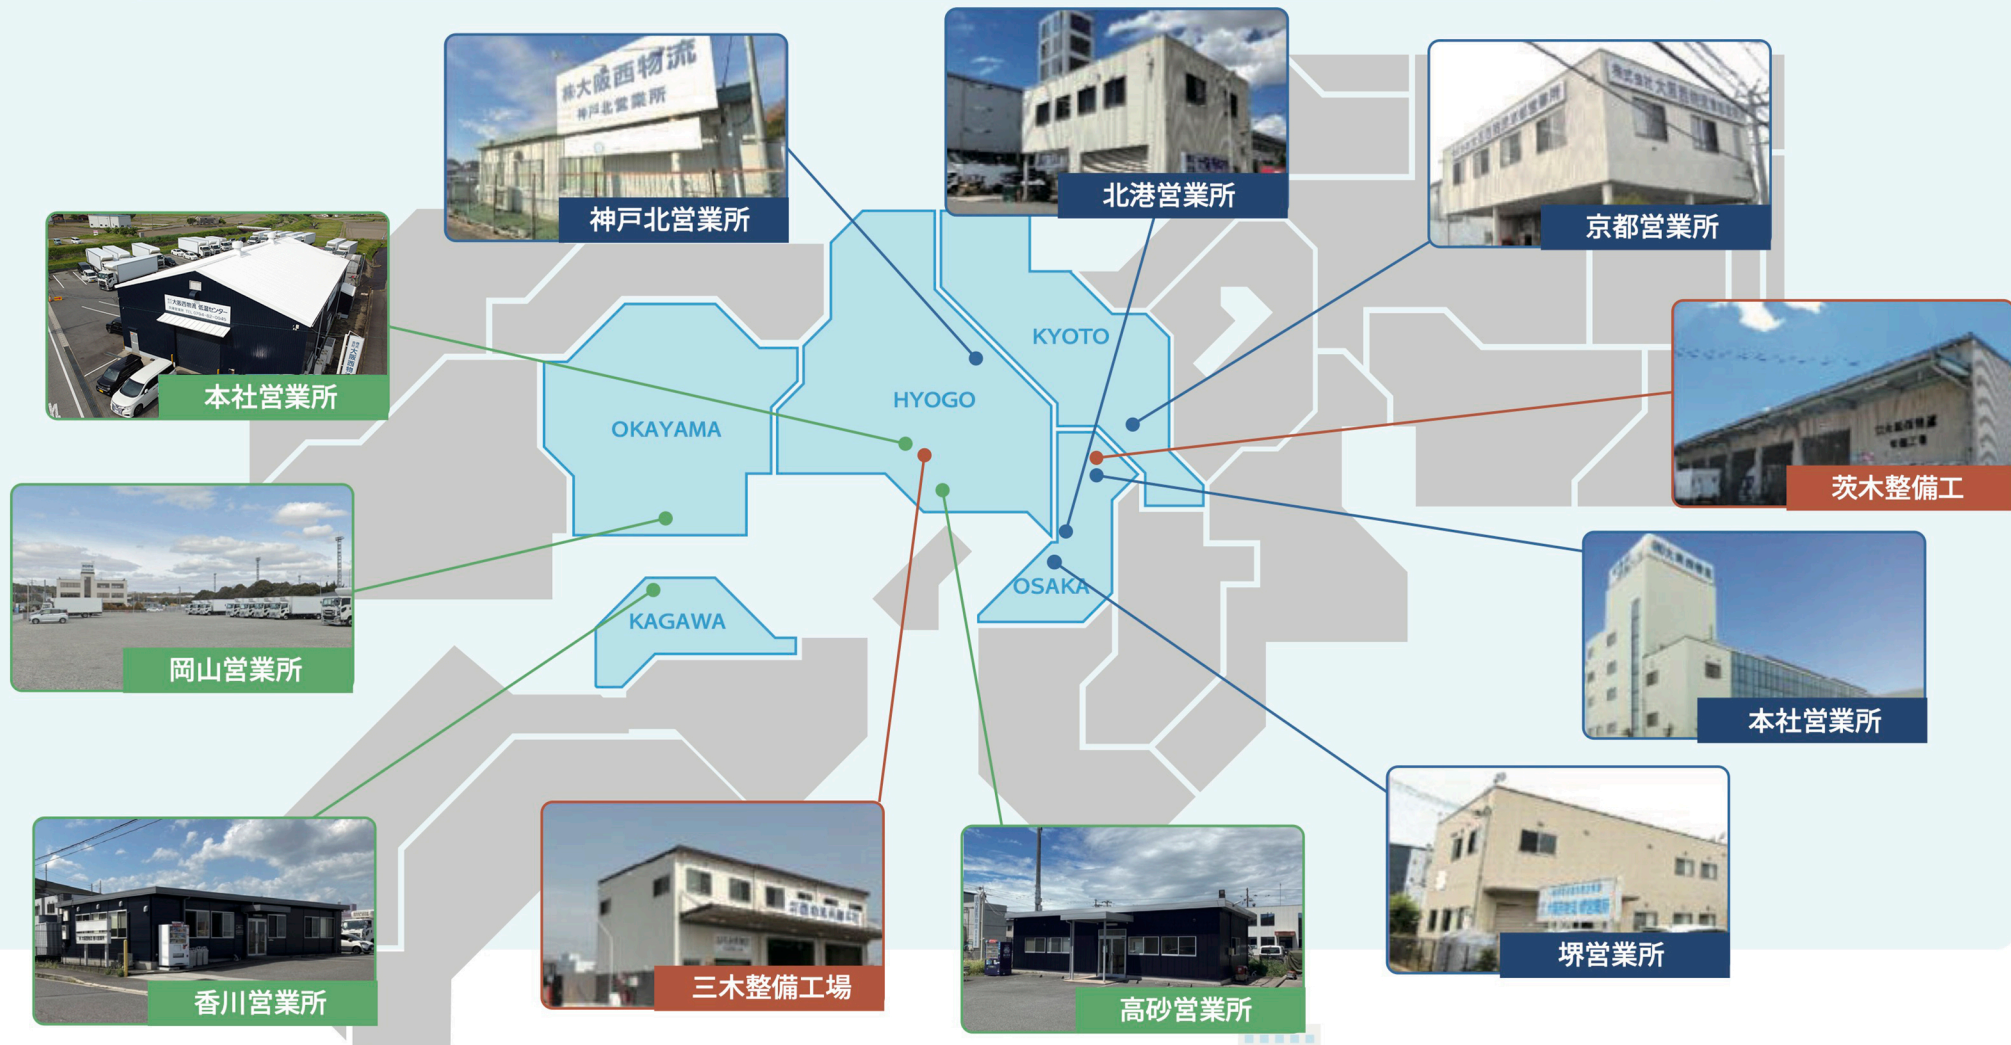 ㈱大阪西物流
神戸北営業所
神戸北営業所
北港営業所
京都営業所
本社営業所
茨木整備工
岡山営業所
本社営業所
香川営業所
三木整備工場
高砂営業所
堺営業所
KYOTO
HYOGO
OKAYAMA
OSAKA
KAGAWA